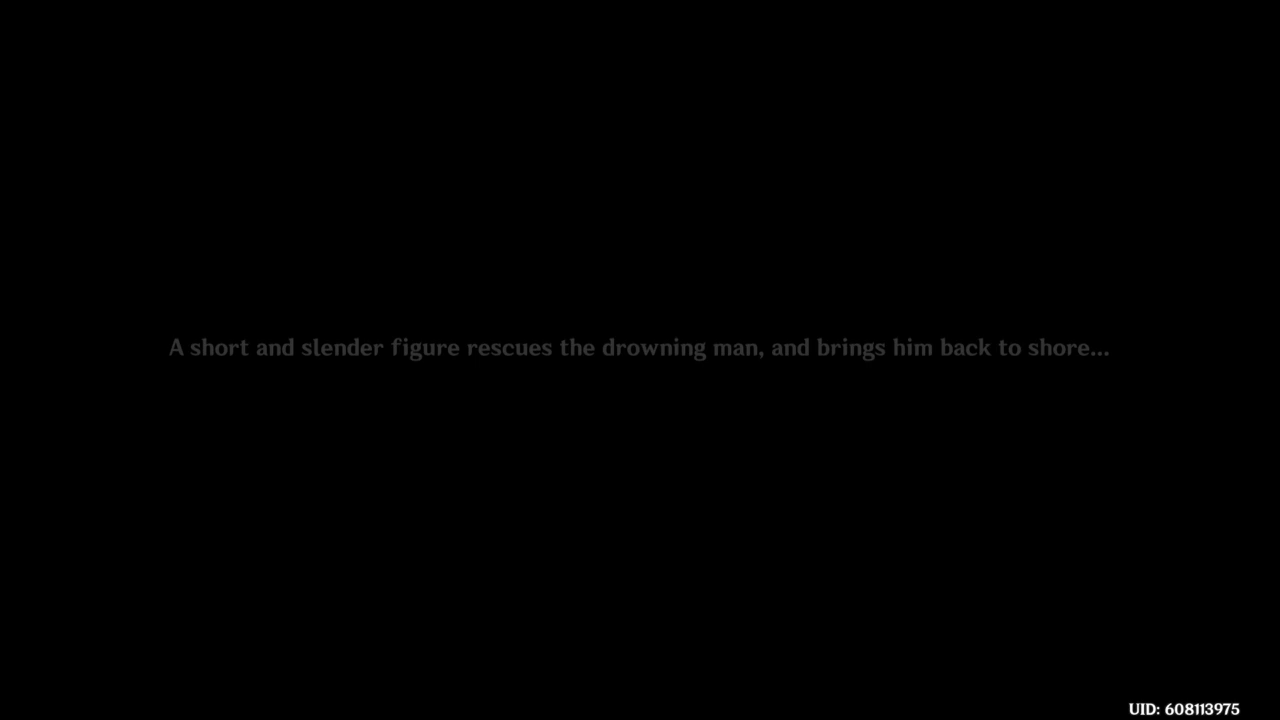 A short and slender figure rescues the drowning man, and brings him back to shore...
UID: 608113975